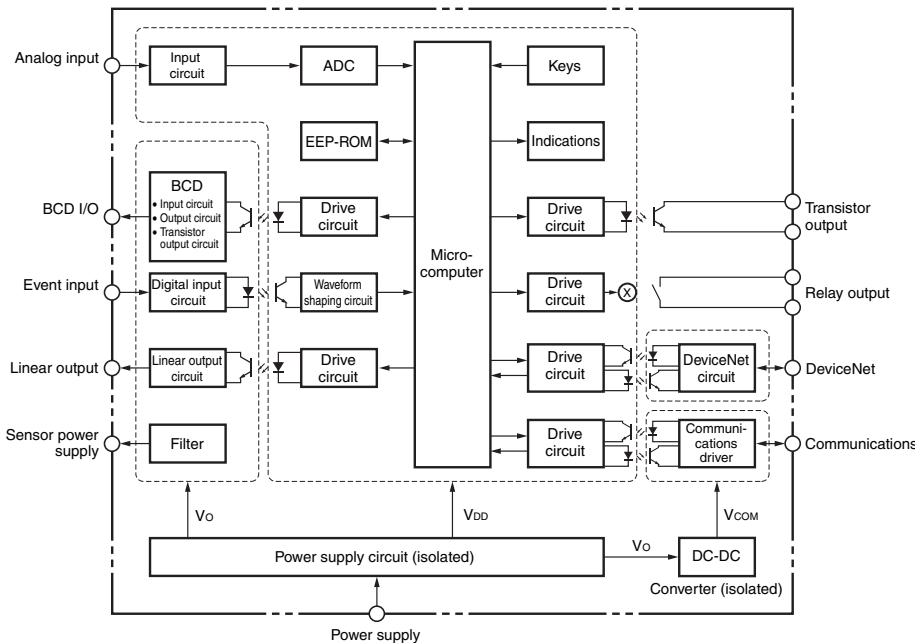 Analog input
Input
circuit
ADC
Keys
EEP-ROM
Indications
BCD I/O
BCD
• Input circuit
• Output circuit
• Transistor
output circuit
Drive
circuit
Micro-
computer
Drive
circuit
Transistor
output
Event input
Digital input
circuit
Waveform
shaping circuit
Drive
circuit
X
Relay output
Linear output
Linear output
circuit
Drive
circuit
Drive
circuit
DeviceNet
circuit
DeviceNet
Sensor power
supply
Filter
Drive
circuit
Communi-
cations
driver
Communications
VO
VDD
VCOM
Power supply circuit (isolated)
VO
DC-DC
Converter (isolated)
Power supply